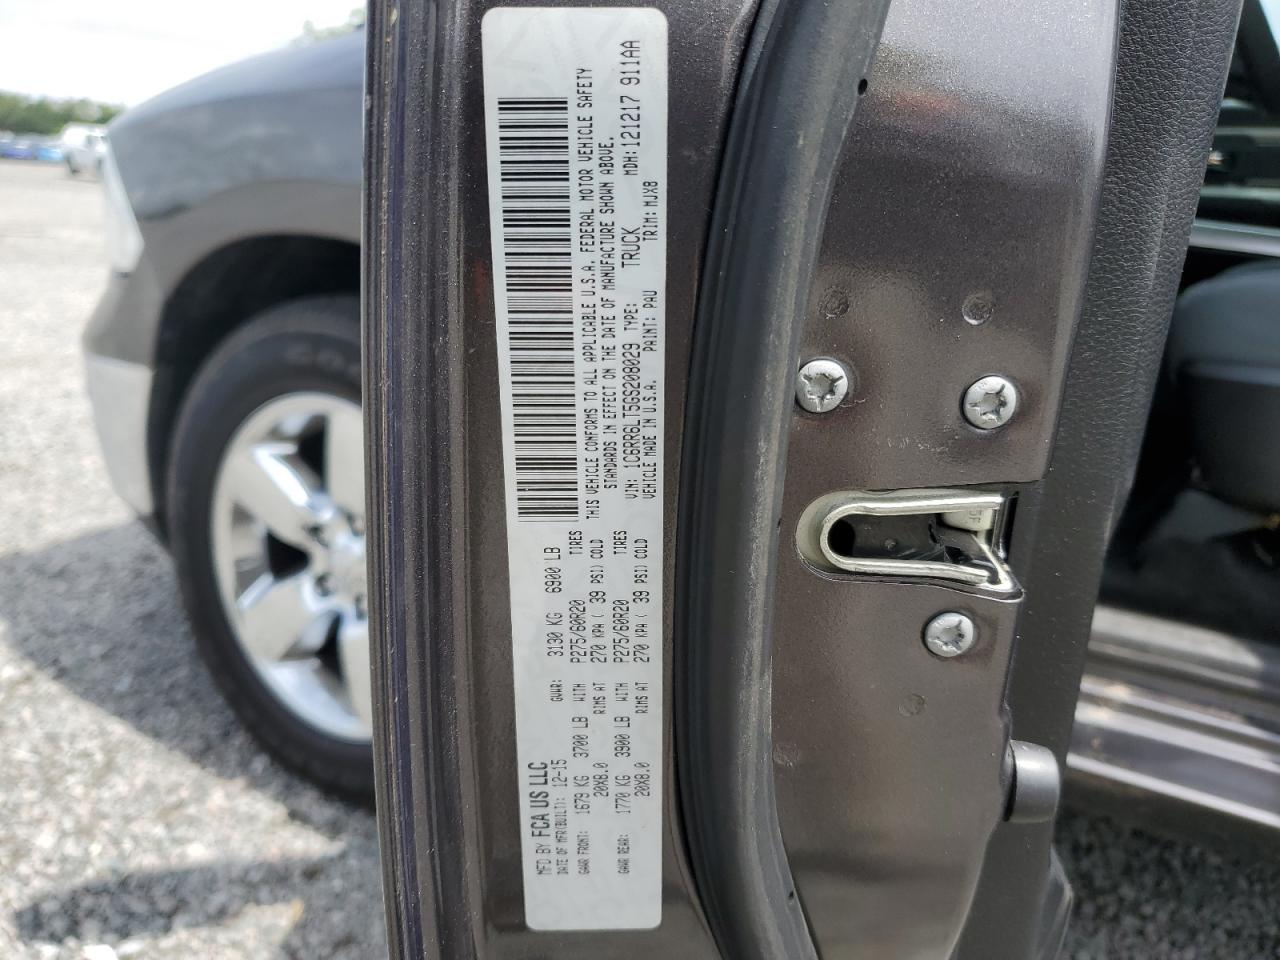 MFD BY FCA US LLC
DATE OF MFR(BUILT): 12-15 GVWR: 3130 KG 6900 LB
GAWR FRONT: 1679 KG 3700 LB WITH P275/60R20 TIRES
20X8.0 RIMS AT 270 KPA ( 39 PSI) COLD
GAWR REAR: 1770 KG 3900 LB WITH P275/60R20 TIRES
20X8.0 RIMS AT 270 KPA ( 39 PSI) COLD
THIS VEHICLE CONFORMS TO ALL APPLICABLE U.S.A. FEDERAL MOTOR VEHICLE SAFETY
STANDARDS IN EFFECT ON THE DATE OF MANUFACTURE SHOWN ABOVE.
VIN: 1C6RR6LT5GS208029 TYPE: TRUCK MDH:121217 911AA
VEHICLE MADE IN U.S.A. PAINT: PAU TRIM: MJX8